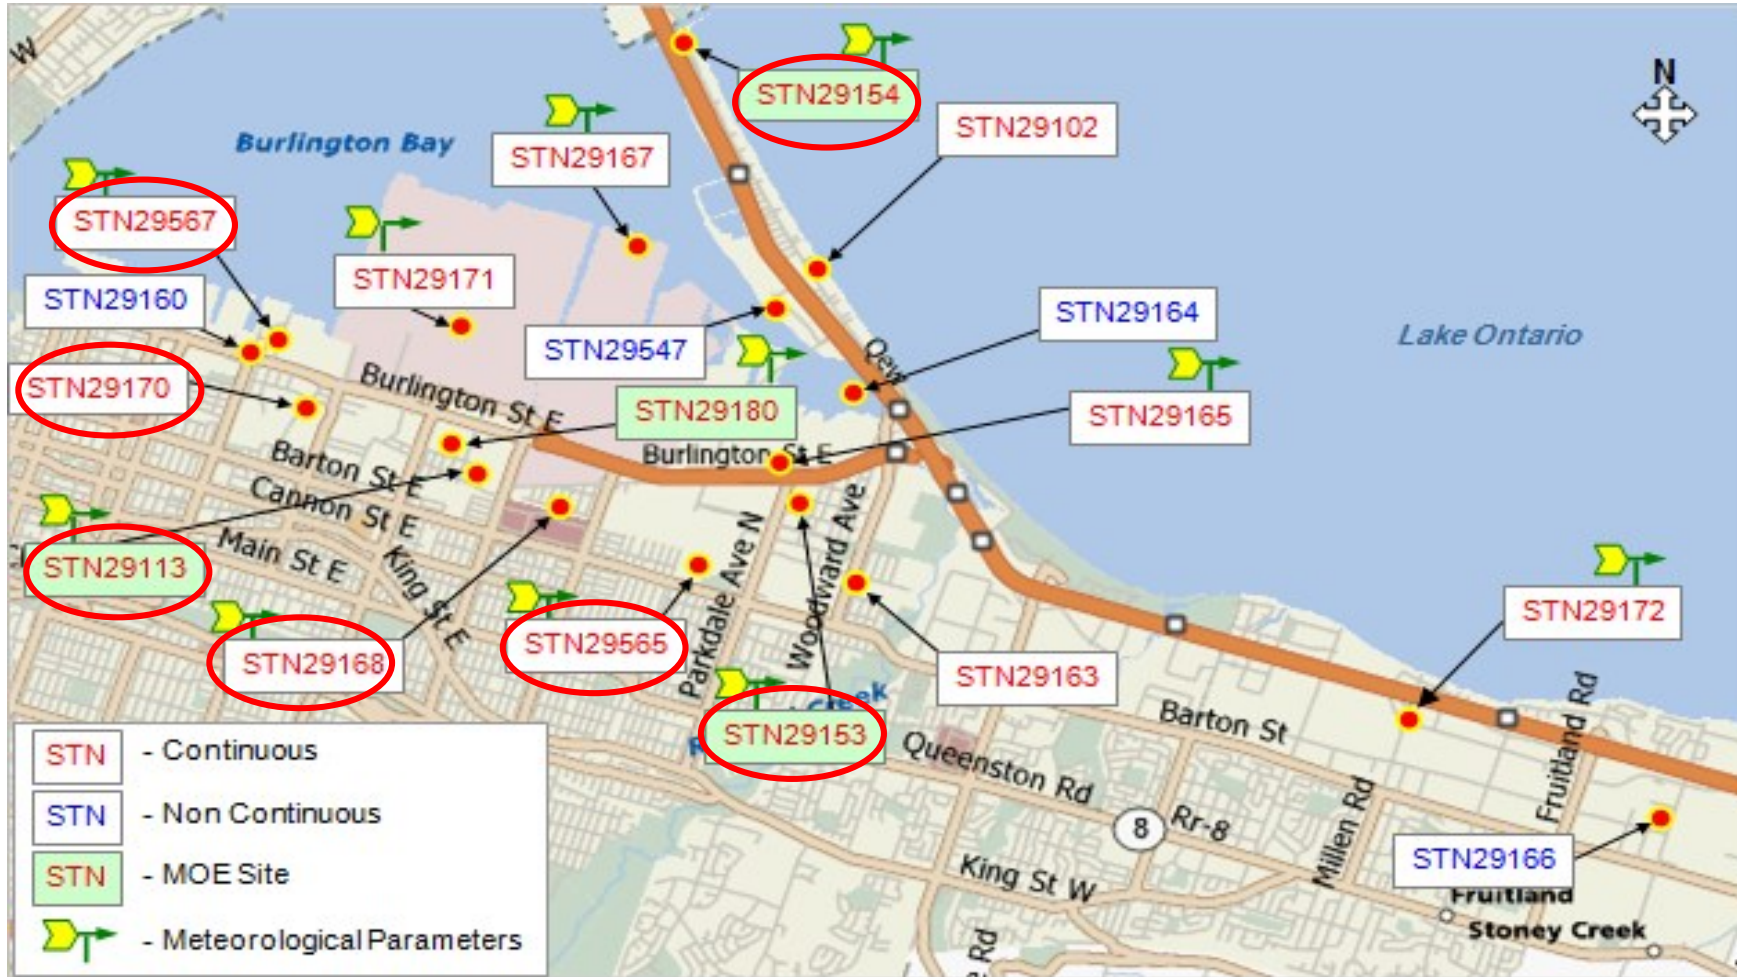 W
N
STN29154
STN29102
Burlington Bay
STN29167
STN29567
STN29171
STN29160
STN29164
STN29547
Qew
Lake Ontario
STN29170
Burlington St E
STN29180
STN29165
Burlington St E
Barton St E
Cannon St E
Main St E
King St E
STN29113
Parkdale Ave N
Woodward Ave
STN29172
STN29565
STN29168
STN29163
Creek
STN29153
Barton St
Queenston Rd
Fruitland Rd
Millen Rd
8
Rr-8
STN29166
King St W
Fruitland
Stoney Creek
Rd
STN - Continuous
STN - Non Continuous
STN - MOE Site
- Meteorological Parameters